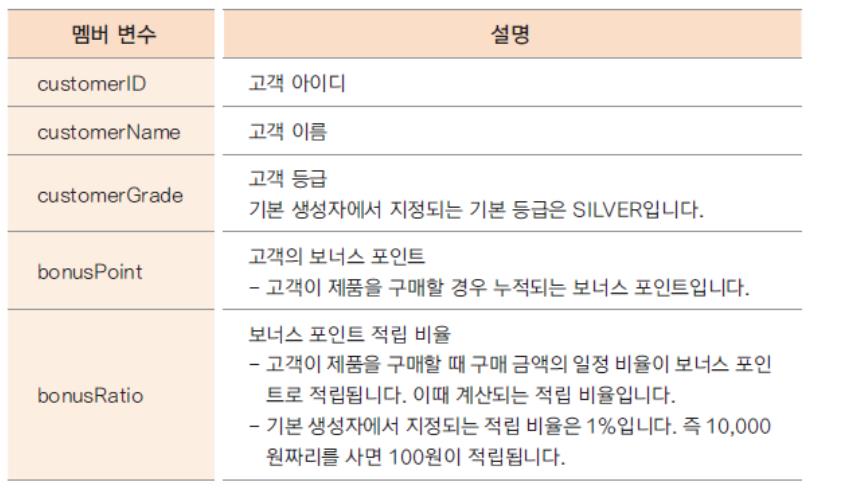 멤버 변수
설명
customerID
고객 아이디
customerName
고객 이름
customerGrade
고객 등급
기본 생성자에서 지정되는 기본 등급은 SILVER입니다.
bonusPoint
고객의 보너스 포인트
– 고객이 제품을 구매할 경우 누적되는 보너스 포인트입니다.
bonusRatio
보너스 포인트 적립 비율
– 고객이 제품을 구매할 때 구매 금액의 일정 비율이 보너스 포인
트로 적립됩니다. 이때 계산되는 적립 비율입니다.
– 기본 생성자에서 지정되는 적립 비율은 1%입니다. 즉 10,000
원짜리를 사면 100원이 적립됩니다.